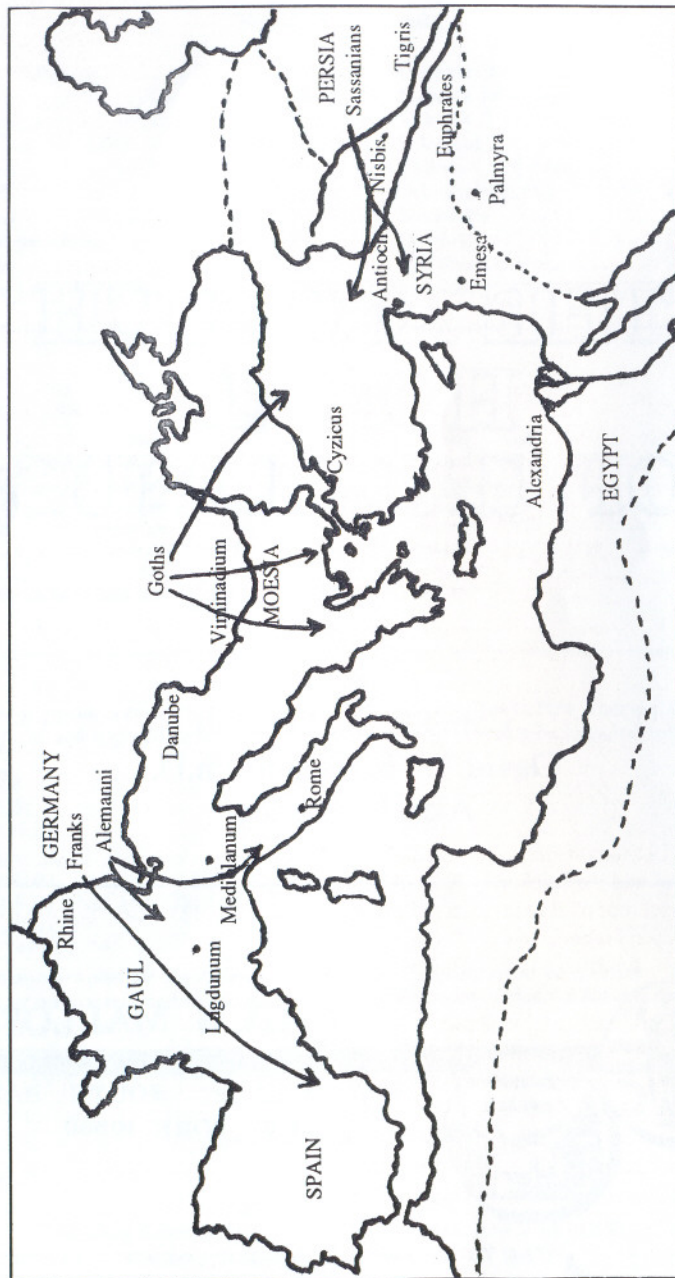 GERMANY
Franks
Alemanni
Rhine
GAUL
Lugdunum
Mediolanum
SPAIN
Danube
Rome
Goths
Viminadium
MOESIA
Cyzicus
PERSIA
Sassanians
Tigris
Nisbis
Euphrates
Antioch
SYRIA
Palmyra
Emesa
Alexandria
EGYPT